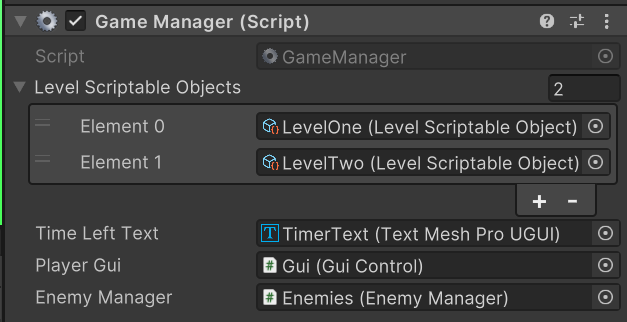 Game Manager (Script)
Script GameManager
Level Scriptable Objects 2
Element 0 LevelOne (Level Scriptable Object)
Element 1 LevelTwo (Level Scriptable Object)
+ -
Time Left Text T TimerText (Text Mesh Pro UGUI)
Player Gui # Gui (Gui Control)
Enemy Manager # Enemies (Enemy Manager)